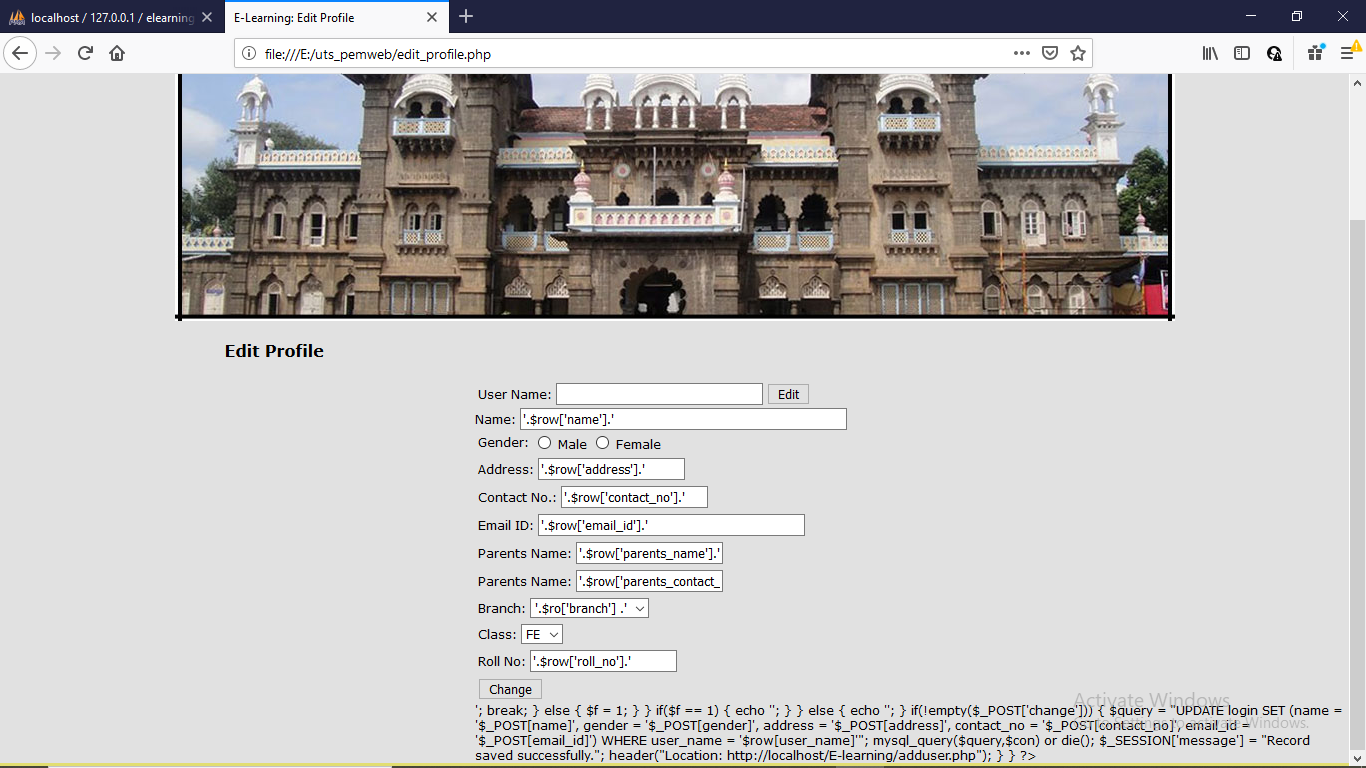 localhost / 127.0.0.1 / elearning
E-Learning: Edit Profile
file:///E:/uts_pemweb/edit_profile.php
Edit Profile
User Name: Edit
Name: '.$row['name'].'
Gender: Male Female
Address: '.$row['address'].'
Contact No.: '.$row['contact_no'].'
Email ID: '.$row['email_id'].'
Parents Name: '.$row['parents_name'].'
Parents Name: '.$row['parents_contact_
Branch: '.$ro['branch'] .'
Class: FE
Roll No: '.$row['roll_no'].'
Change
Activate Windows
'; break; } else { $f = 1; } } if($f == 1) { echo ''; } } else { echo ''; } if(!empty($_POST['change'])) { $query = "UPDATE login SET (name =
'$_POST[name]', gender = '$_POST[gender]', address = '$_POST[address]', contact_no = '$_POST[contact_no]', email_id =
Go to Settings to activate Windows.
'$_POST[email_id]') WHERE user_name = '$row[user_name]'"; mysql_query($query,$con) or die(); $_SESSION['message'] = "Record
saved successfully."; header("Location: http://localhost/E-learning/adduser.php"); } } ?>